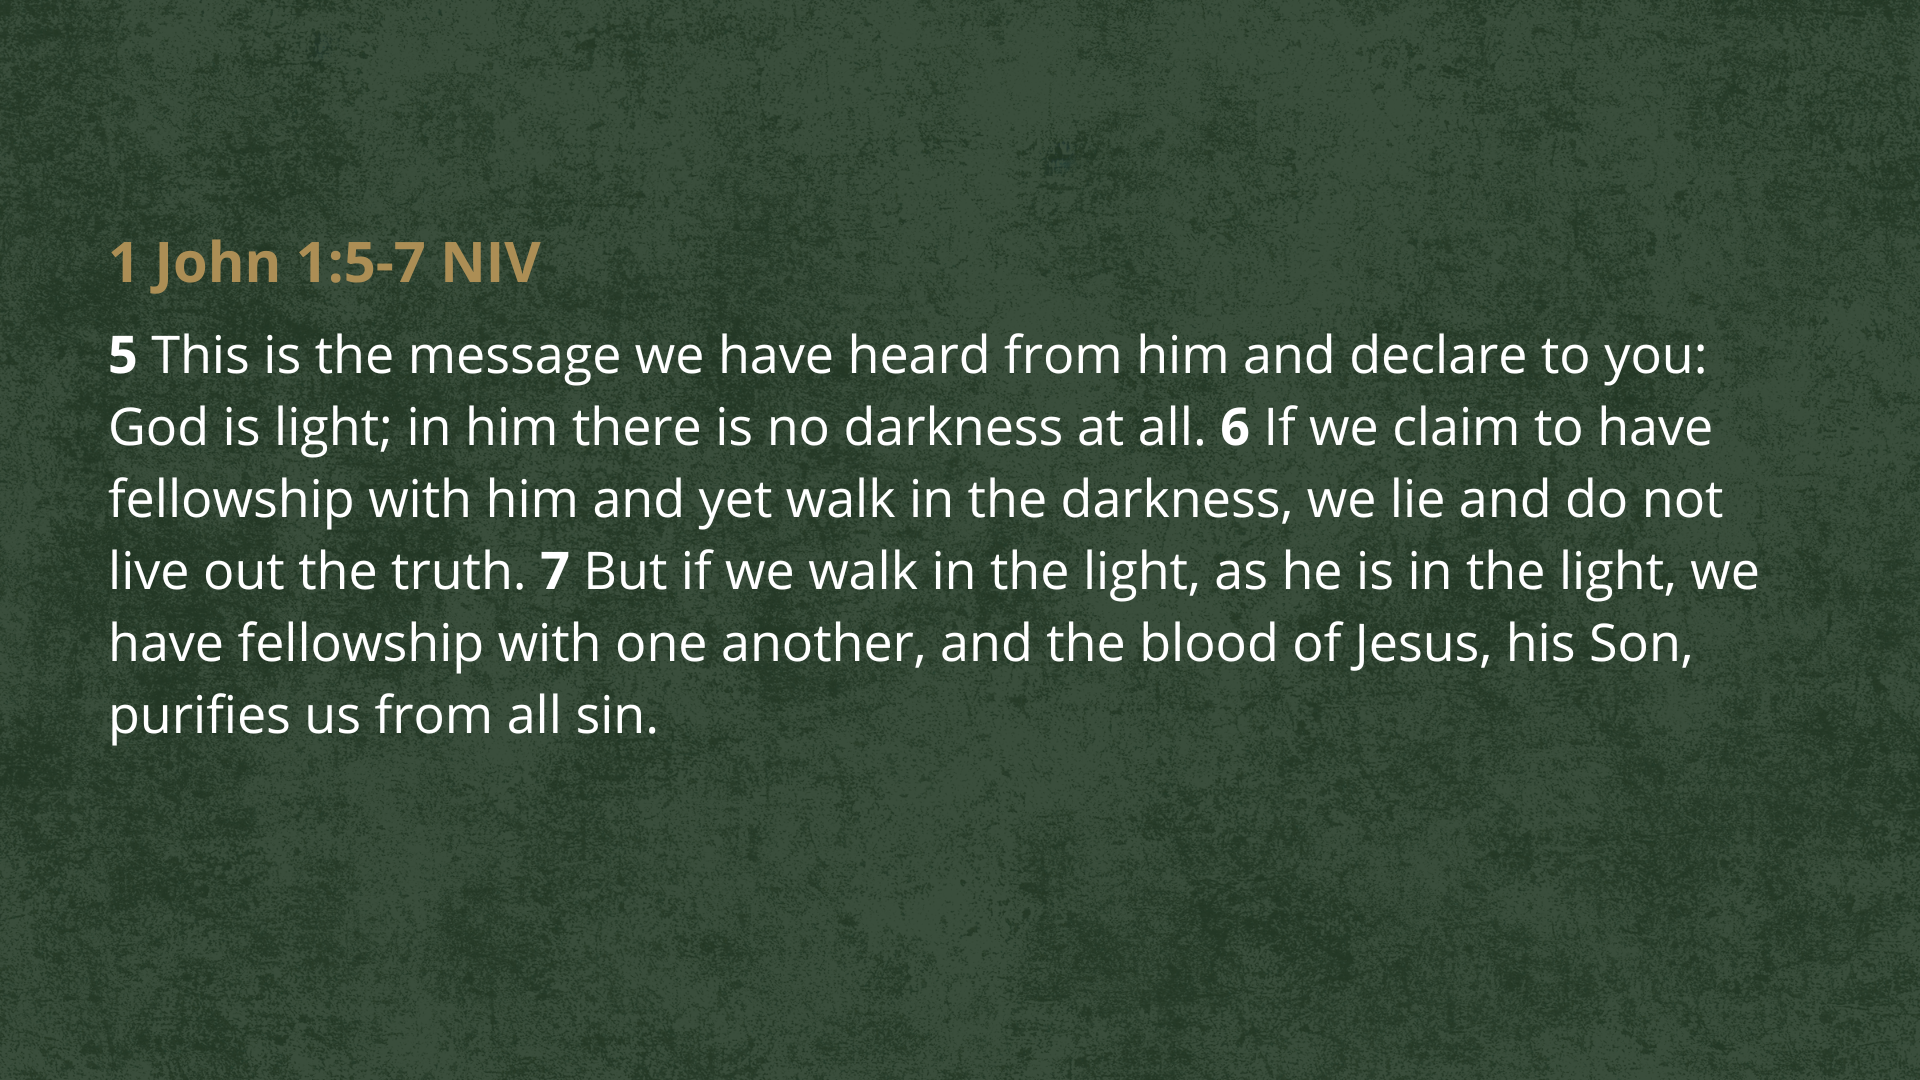 1 John 1:5-7 NIV
5 This is the message we have heard from him and declare to you:
God is light; in him there is no darkness at all. 6 If we claim to have
fellowship with him and yet walk in the darkness, we lie and do not
live out the truth. 7 But if we walk in the light, as he is in the light, we
have fellowship with one another, and the blood of Jesus, his Son,
purifies us from all sin.